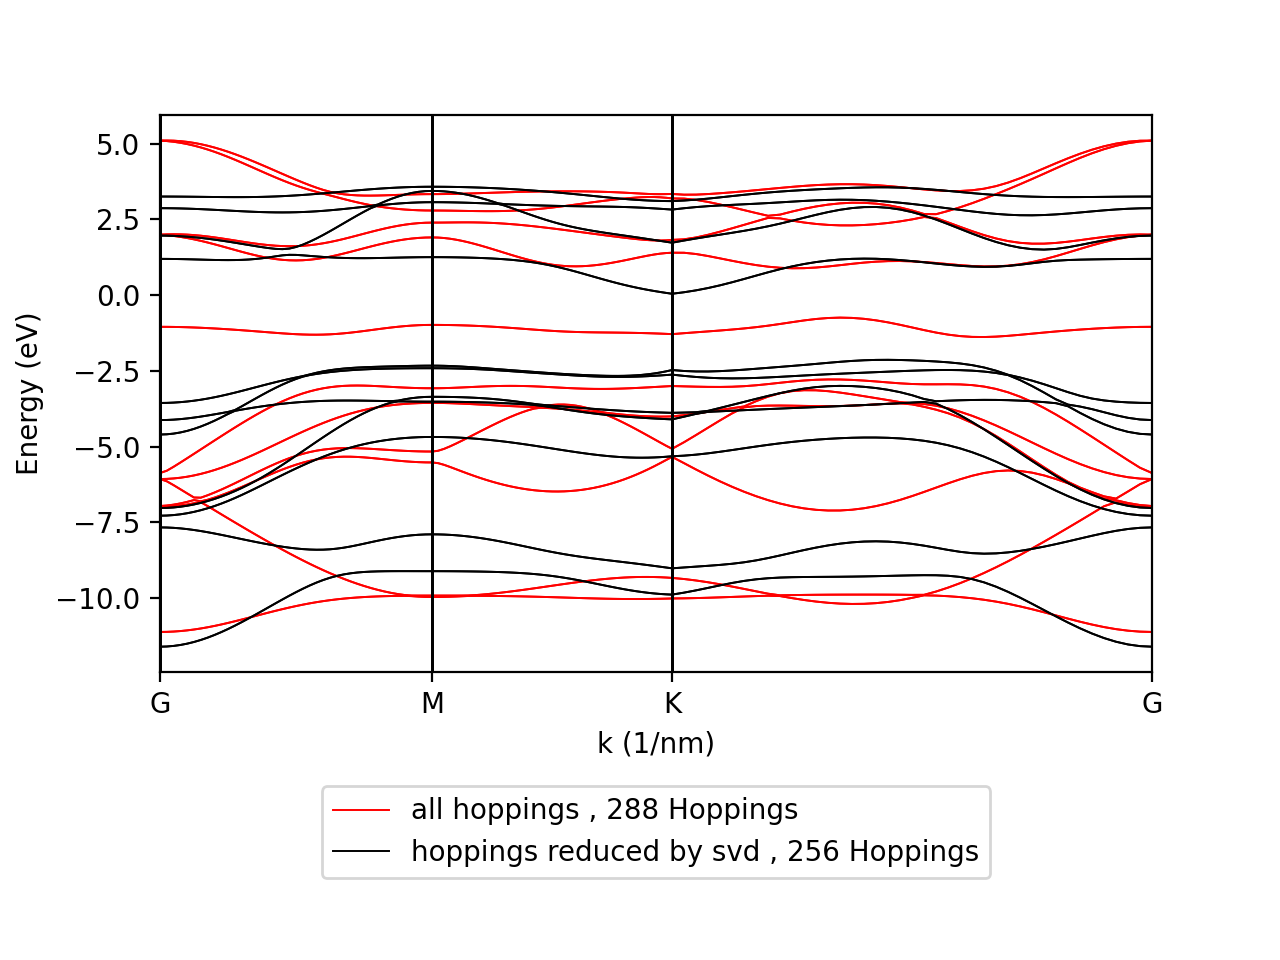 5.0
2.5
0.0
−2.5
−5.0
−7.5
−10.0
Energy (eV)
G M K G
k (1/nm)
all hoppings , 288 Hoppings
hoppings reduced by svd , 256 Hoppings